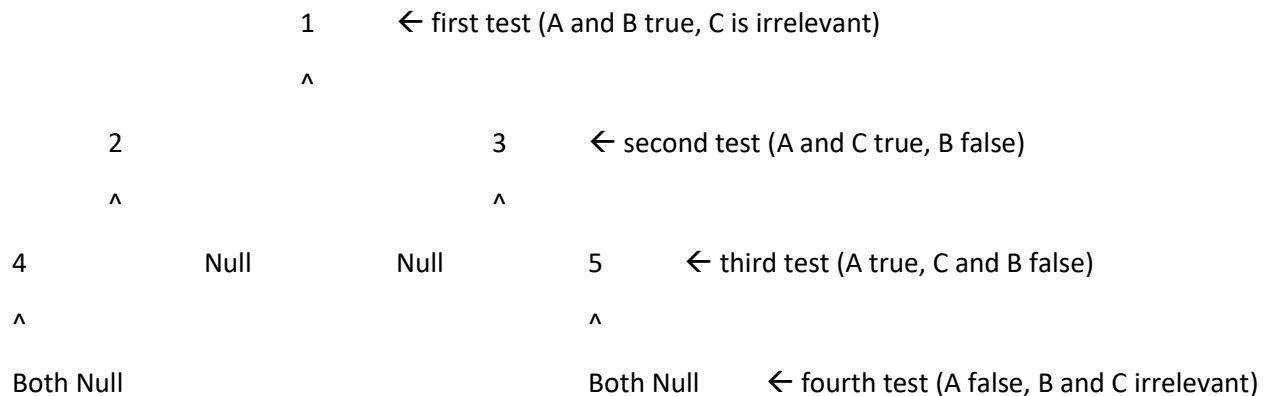 1 ← first test (A and B true, C is irrelevant)
^
2 3 ← second test (A and C true, B false)
^ ^
4 Null Null 5 ← third test (A true, C and B false)
^ ^
Both Null Both Null ← fourth test (A false, B and C irrelevant)